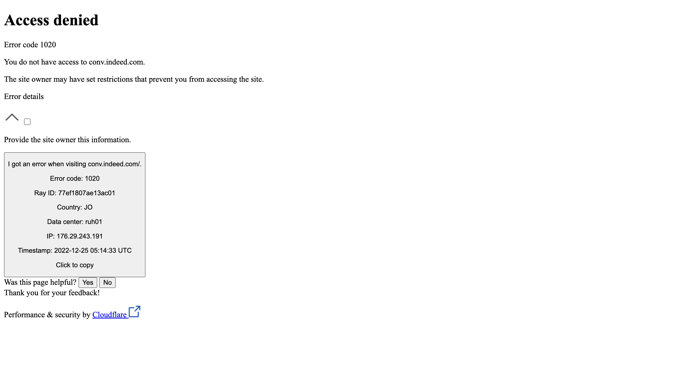 Access denied
Error code 1020
You do not have access to conv.indeed.com.
The site owner may have set restrictions that prevent you from accessing the site.
Error details
Provide the site owner this information.
I got an error when visiting conv.indeed.com/.
Error code: 1020
Ray ID: 77ef1807ae13ac01
Country: JO
Data center: ruh01
IP: 176.29.243.191
Timestamp: 2022-12-25 05:14:33 UTC
Click to copy
Was this page helpful? Yes No
Thank you for your feedback!
Performance & security by Cloudflare